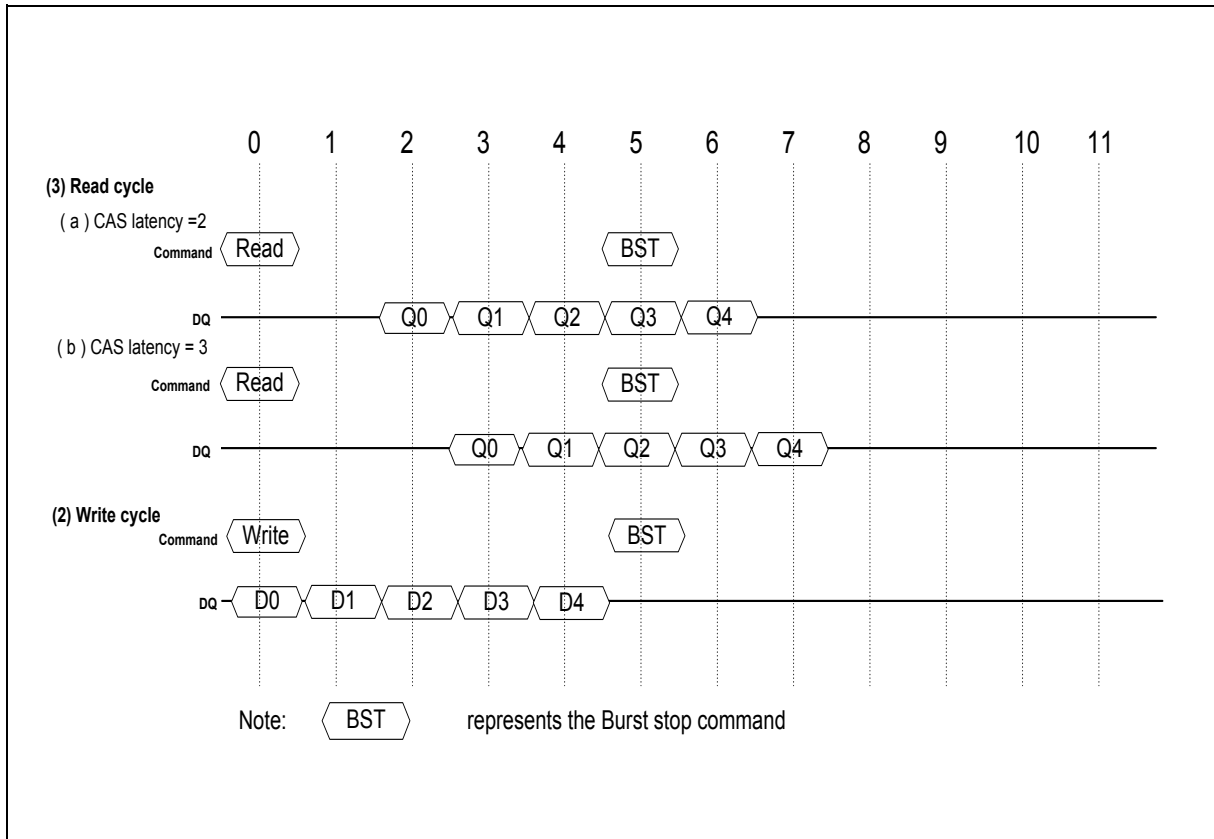 0 1 2 3 4 5 6 7 8 9 10 11
(3) Read cycle
( a ) CAS latency =2
Command Read BST
DQ Q0 Q1 Q2 Q3 Q4
( b ) CAS latency = 3
Command Read BST
DQ Q0 Q1 Q2 Q3 Q4
(2) Write cycle
Command Write BST
DQ D0 D1 D2 D3 D4
Note: BST represents the Burst stop command